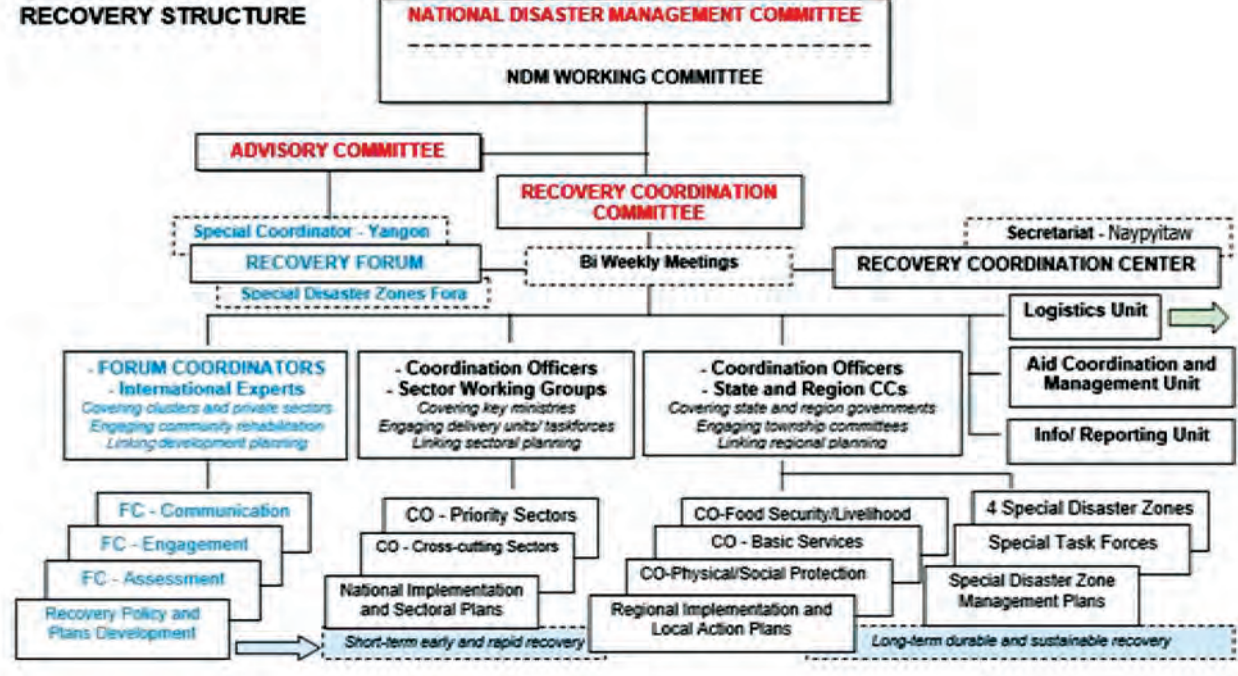 RECOVERY STRUCTURE
NATIONAL DISASTER MANAGEMENT COMMITTEE
NDM WORKING COMMITTEE
ADVISORY COMMITTEE
RECOVERY COORDINATION
COMMITTEE
Special Coordinator - Yangon
RECOVERY FORUM
Special Disaster Zones Fora
Bi Weekly Meetings
Secretariat - Naypyitaw
RECOVERY COORDINATION CENTER
Logistics Unit
Aid Coordination and
Management Unit
Info/ Reporting Unit
- FORUM COORDINATORS
- International Experts
Covering clusters and private sectors
Engaging community rehabilitation
Linking development planning
- Coordination Officers
- Sector Working Groups
Covering key ministries
Engaging delivery units/ taskforces
Linking sectoral planning
- Coordination Officers
- State and Region CCs
Covering state and region governments
Engaging township committees
Linking regional planning
FC - Communication
FC - Engagement
FC - Assessment
Recovery Policy and
Plans Development
CO - Priority Sectors
CO - Cross-cutting Sectors
National Implementation
and Sectoral Plans
CO-Food Security/Livelihood
CO - Basic Services
CO-Physical/Social Protection
Regional Implementation and
Local Action Plans
4 Special Disaster Zones
Special Task Forces
Special Disaster Zone
Management Plans
Short-term early and rapid recovery
Long-term durable and sustainable recovery